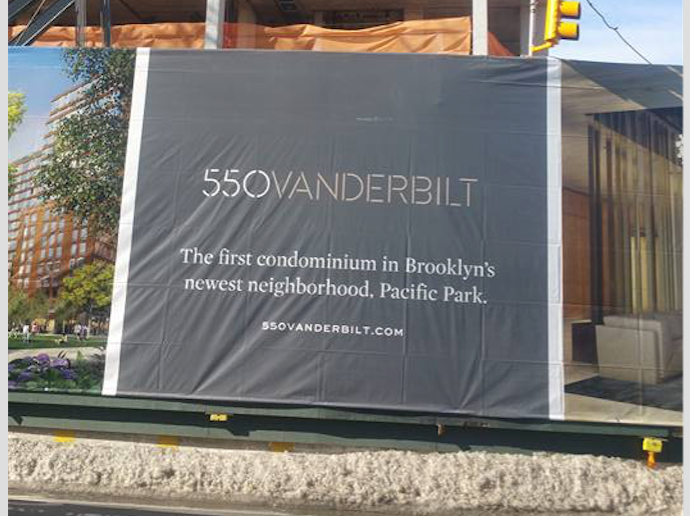 550VANDERBILT
The first condominium in Brooklyn's
newest neighborhood, Pacific Park.
550VANDERBILT.COM